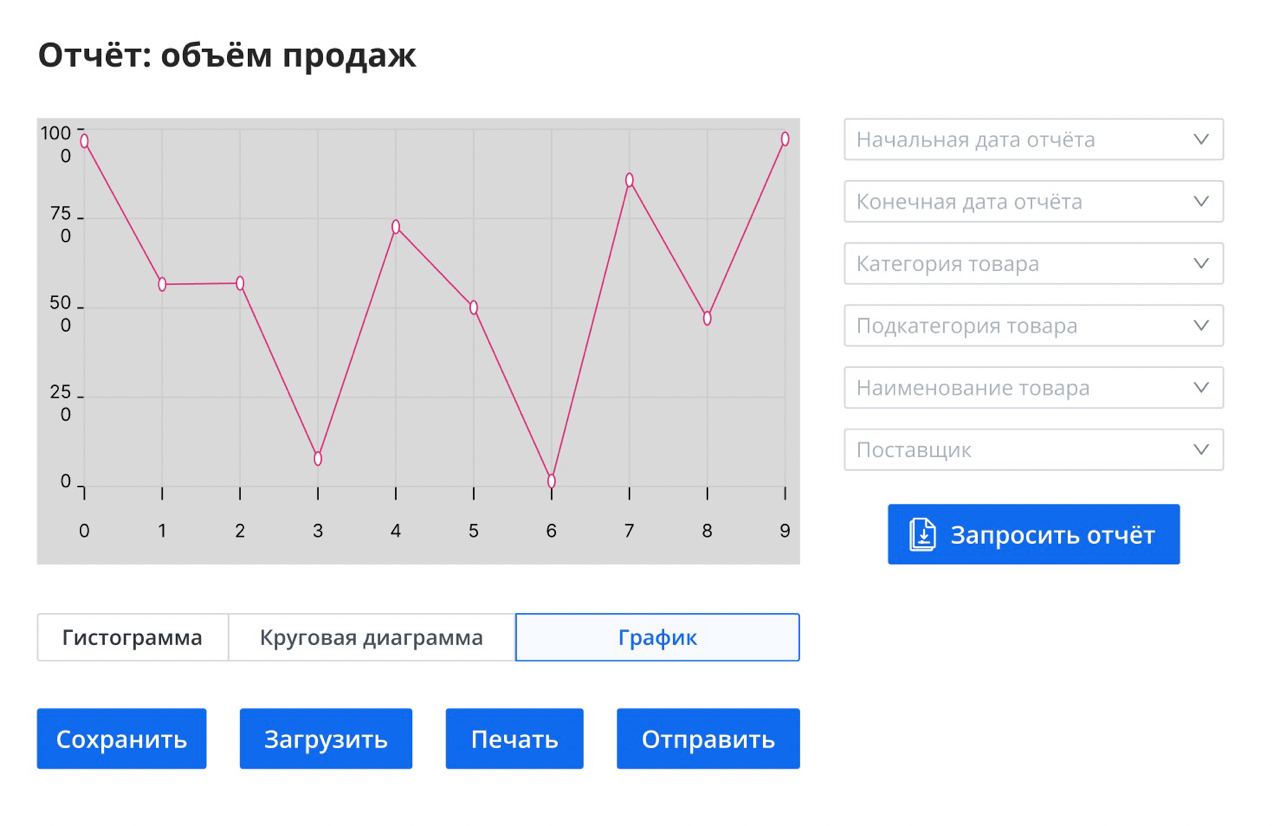 Отчёт: объём продаж
100
0
75
0
50
0
25
0
0
0 1 2 3 4 5 6 7 8 9
Начальная дата отчёта
Конечная дата отчёта
Категория товара
Подкатегория товара
Наименование товара
Поставщик
Запросить отчёт
Гистограмма Круговая диаграмма График
Сохранить Загрузить Печать Отправить